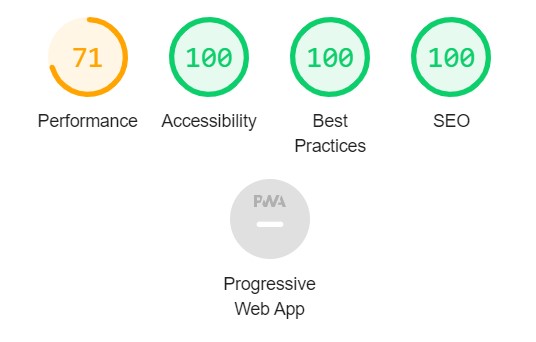 71 100 100 100
Performance Accessibility Best Practices SEO
PWA
Progressive
Web App